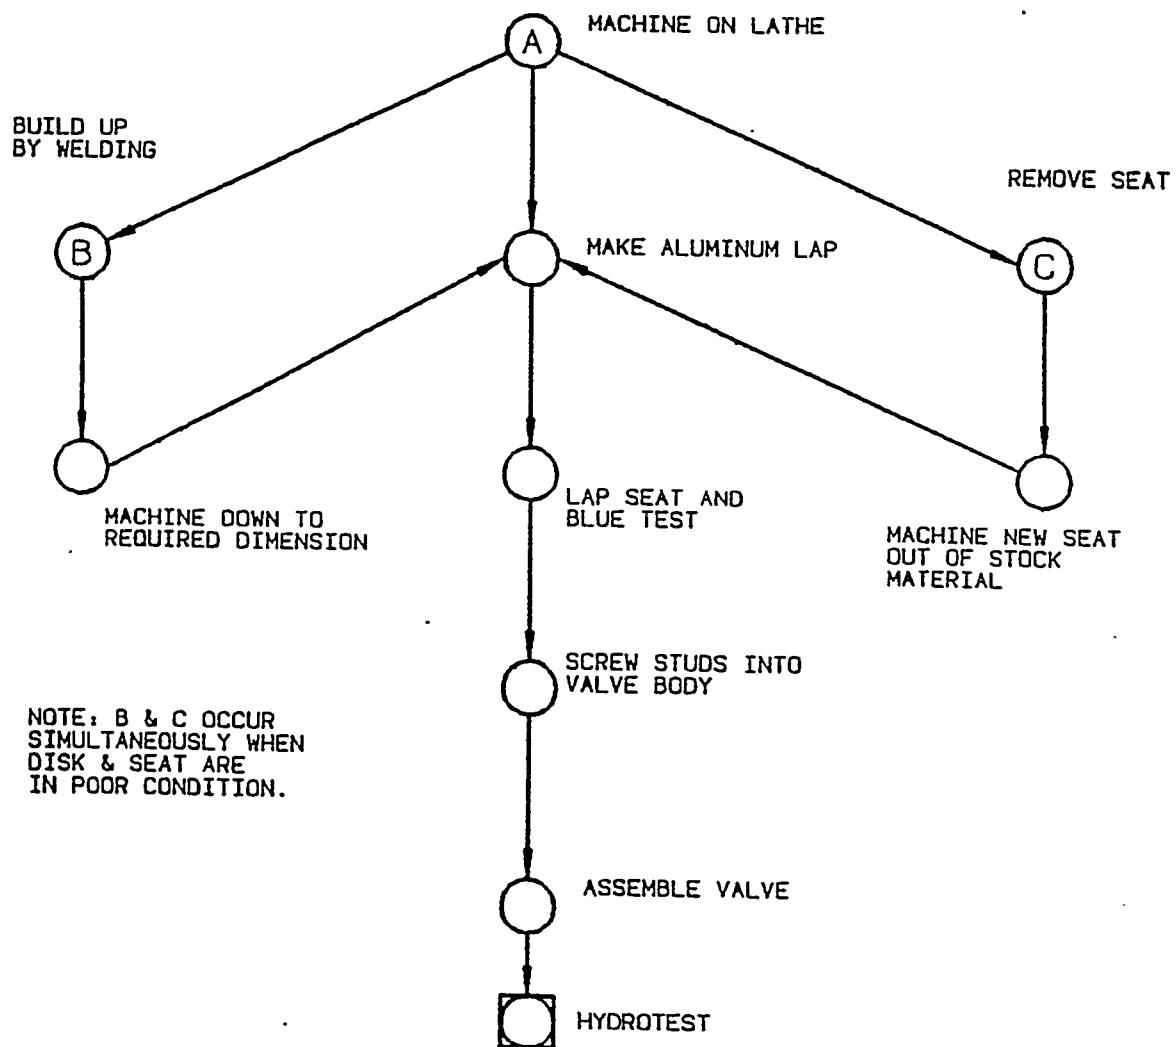 A
MACHINE ON LATHE
BUILD UP
BY WELDING
REMOVE SEAT
B
MAKE ALUMINUM LAP
C
LAP SEAT AND
BLUE TEST
MACHINE DOWN TO
REQUIRED DIMENSION
MACHINE NEW SEAT
OUT OF STOCK
MATERIAL
SCREW STUDS INTO
VALVE BODY
NOTE: B & C OCCUR
SIMULTANEOUSLY WHEN
DISK & SEAT ARE
IN POOR CONDITION.
ASSEMBLE VALVE
HYDROTEST